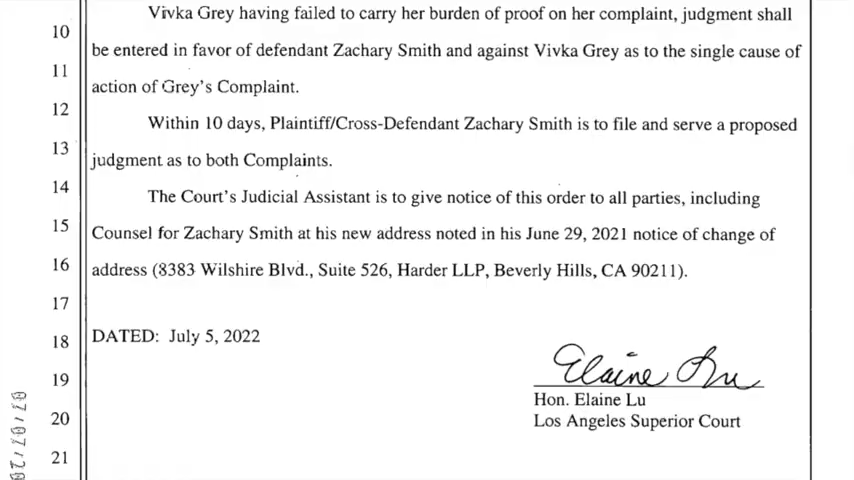 10
Vivka Grey having failed to carry her burden of proof on her complaint, judgment shall
be entered in favor of defendant Zachary Smith and against Vivka Grey as to the single cause of
11
action of Grey's Complaint.
12
Within 10 days, Plaintiff/Cross-Defendant Zachary Smith is to file and serve a proposed
13
judgment as to both Complaints.
14
The Court's Judicial Assistant is to give notice of this order to all parties, including
15
Counsel for Zachary Smith at his new address noted in his June 29, 2021 notice of change of
16
address (8383 Wilshire Blvd., Suite 526, Harder LLP, Beverly Hills, CA 90211).
17
18
DATED: July 5, 2022
Elaine Lu
19
Hon. Elaine Lu
20
Los Angeles Superior Court
21